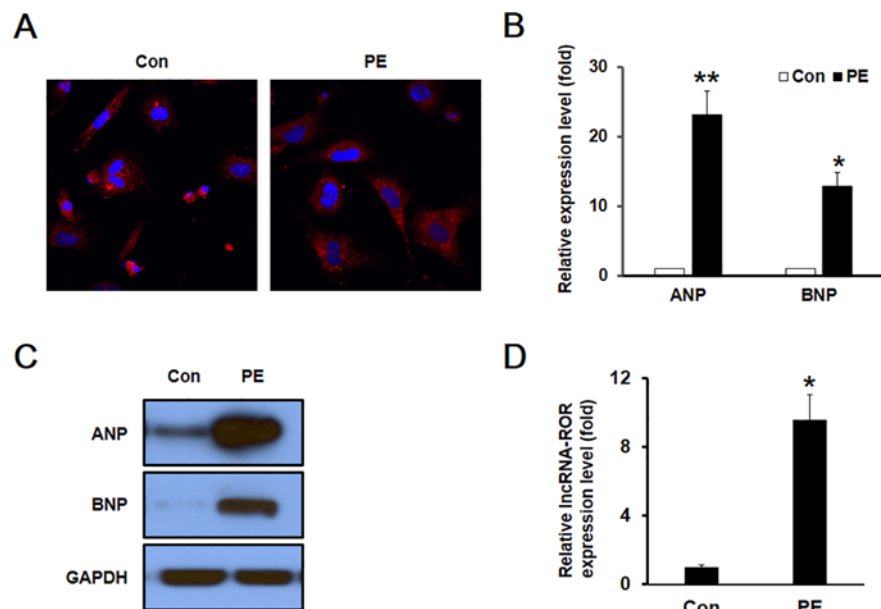 A
Con
PE
B
Relative expression level (fold)
30
20
10
0
**
*
Con
PE
ANP
BNP
C
Con
PE
ANP
BNP
GAPDH
D
Relative lncRNA-ROR
expression level (fold)
12
8
4
0
*
Con
PE